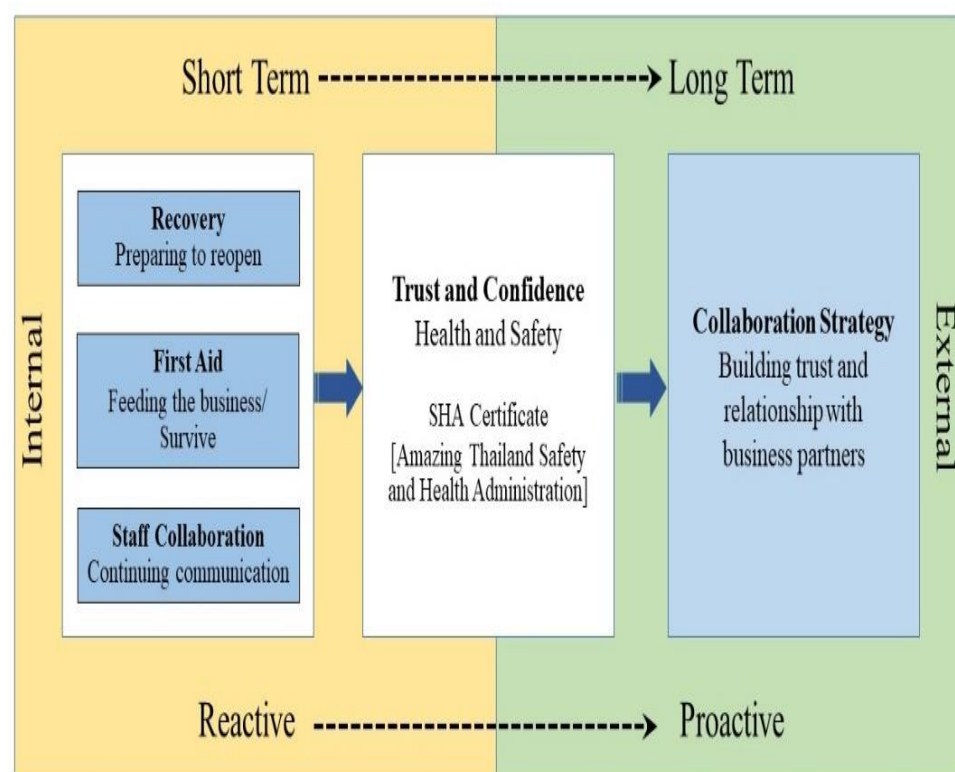 Short Term
Long Term
Internal
Recovery
Preparing to reopen
First Aid
Feeding the business/
Survive
Staff Collaboration
Continuing communication
Trust and Confidence
Health and Safety
SHA Certificate
[Amazing Thailand Safety
and Health Administration]
Collaboration Strategy
Building trust and
relationship with
business partners
External
Reactive
Proactive